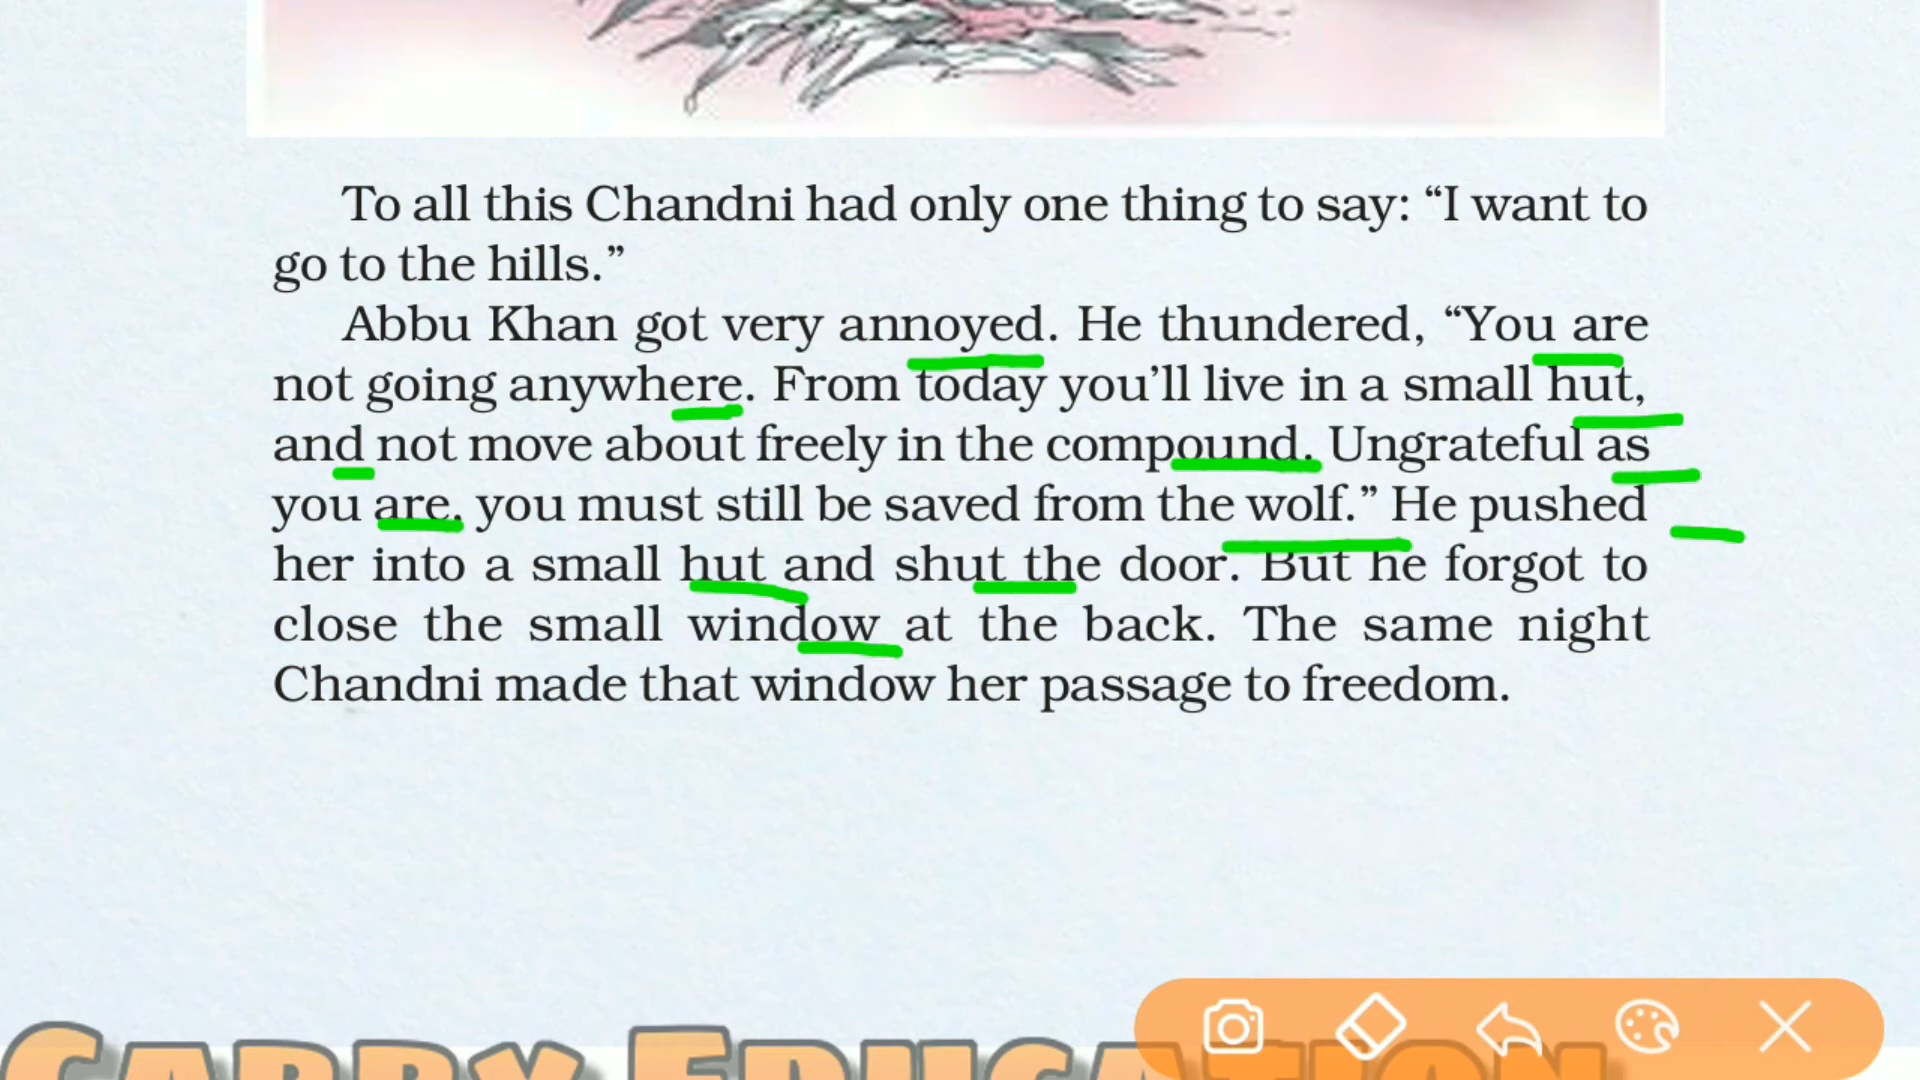 To all this Chandni had only one thing to say: “I want to
go to the hills.”
Abbu Khan got very annoyed. He thundered, “You are
not going anywhere. From today you’ll live in a small hut,
and not move about freely in the compound. Ungrateful as
you are, you must still be saved from the wolf.” He pushed
her into a small hut and shut the door. But he forgot to
close the small window at the back. The same night
Chandni made that window her passage to freedom.
CARRY EDUCATION